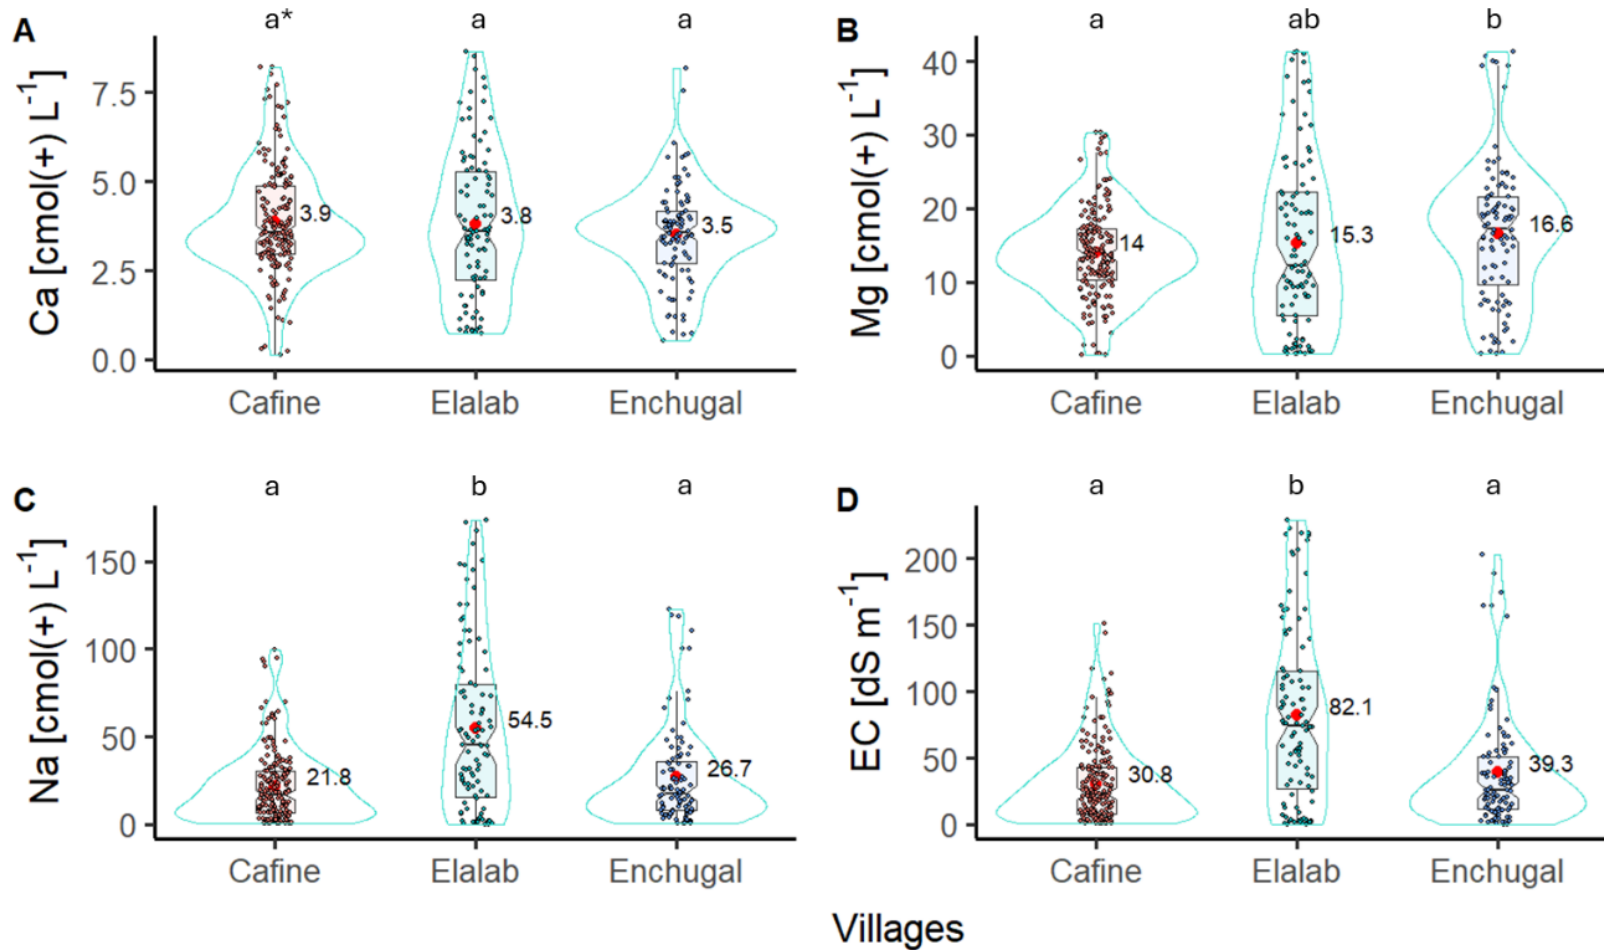 A a* a a
Ca [cmol(+) L⁻¹]
7.5
5.0
2.5
0.0
3.9 3.8 3.5
Cafine Elalab Enchugal
B a ab b
Mg [cmol(+) L⁻¹]
40
30
20
10
0
14 15.3 16.6
Cafine Elalab Enchugal
C a b a
Na [cmol(+) L⁻¹]
150
100
50
0
21.8 54.5 26.7
Cafine Elalab Enchugal
D a b a
EC [dS m⁻¹]
200
150
100
50
0
30.8 82.1 39.3
Cafine Elalab Enchugal
Villages